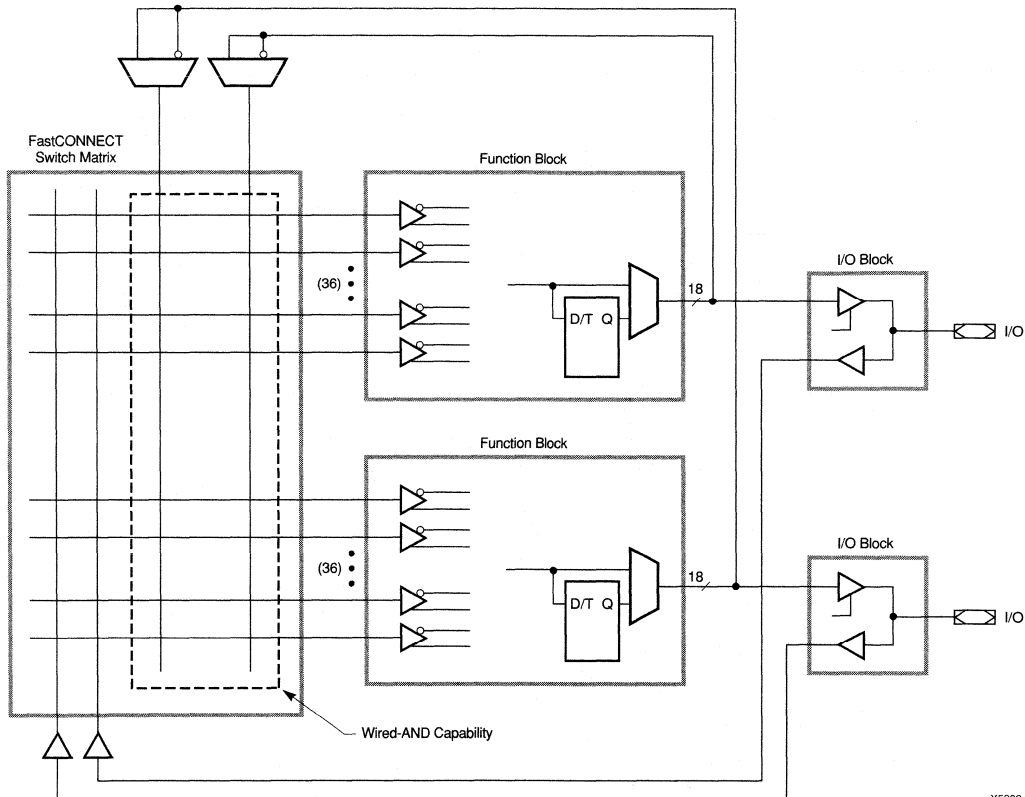 FastCONNECT
Switch Matrix
Function Block
(36)
D/T Q
18
I/O Block
I/O
Function Block
(36)
D/T Q
18
I/O Block
I/O
Wired-AND Capability